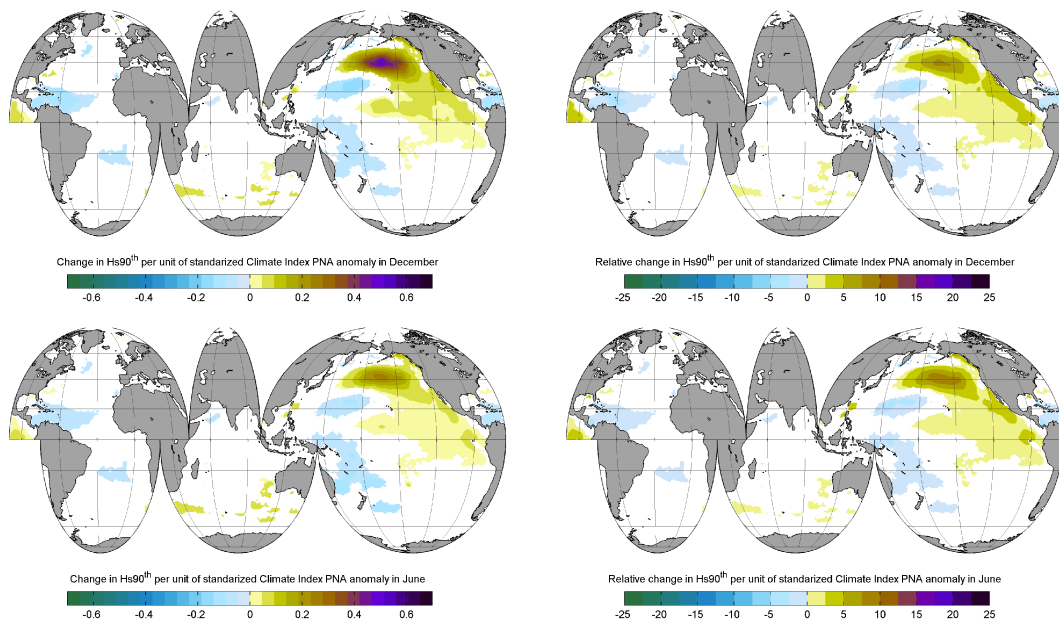 Change in Hs90th per unit of standarized Climate Index PNA anomaly in December
-0.6 -0.4 -0.2 0 0.2 0.4 0.6
Relative change in Hs90th per unit of standarized Climate Index PNA anomaly in December
-25 -20 -15 -10 -5 0 5 10 15 20 25
Change in Hs90th per unit of standarized Climate Index PNA anomaly in June
-0.6 -0.4 -0.2 0 0.2 0.4 0.6
Relative change in Hs90th per unit of standarized Climate Index PNA anomaly in June
-25 -20 -15 -10 -5 0 5 10 15 20 25